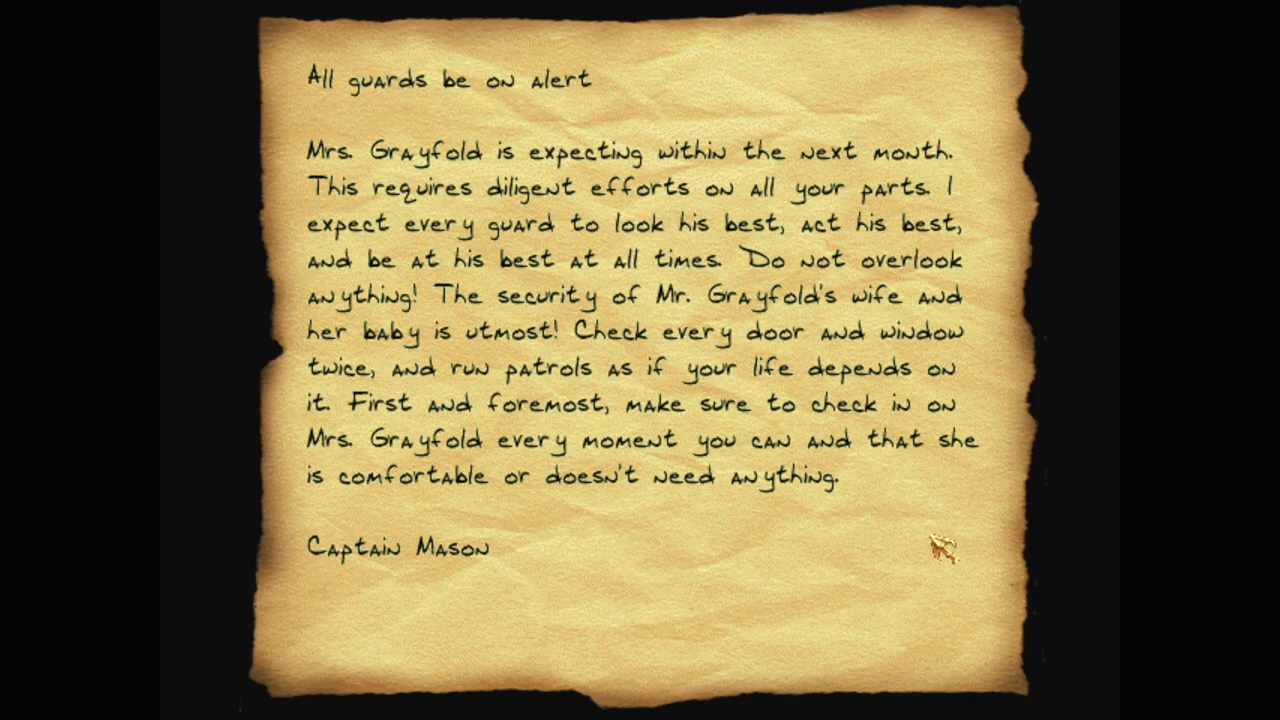 All guards be on alert
Mrs. Grayfold is expecting within the next month.
This requires diligent efforts on all your parts. I
expect every guard to look his best, act his best,
and be at his best at all times. Do not overlook
anything! The security of Mr. Grayfold's wife and
her baby is utmost! Check every door and window
twice, and run patrols as if your life depends on
it. First and foremost, make sure to check in on
Mrs. Grayfold every moment you can and that she
is comfortable or doesn't need anything.
Captain Mason